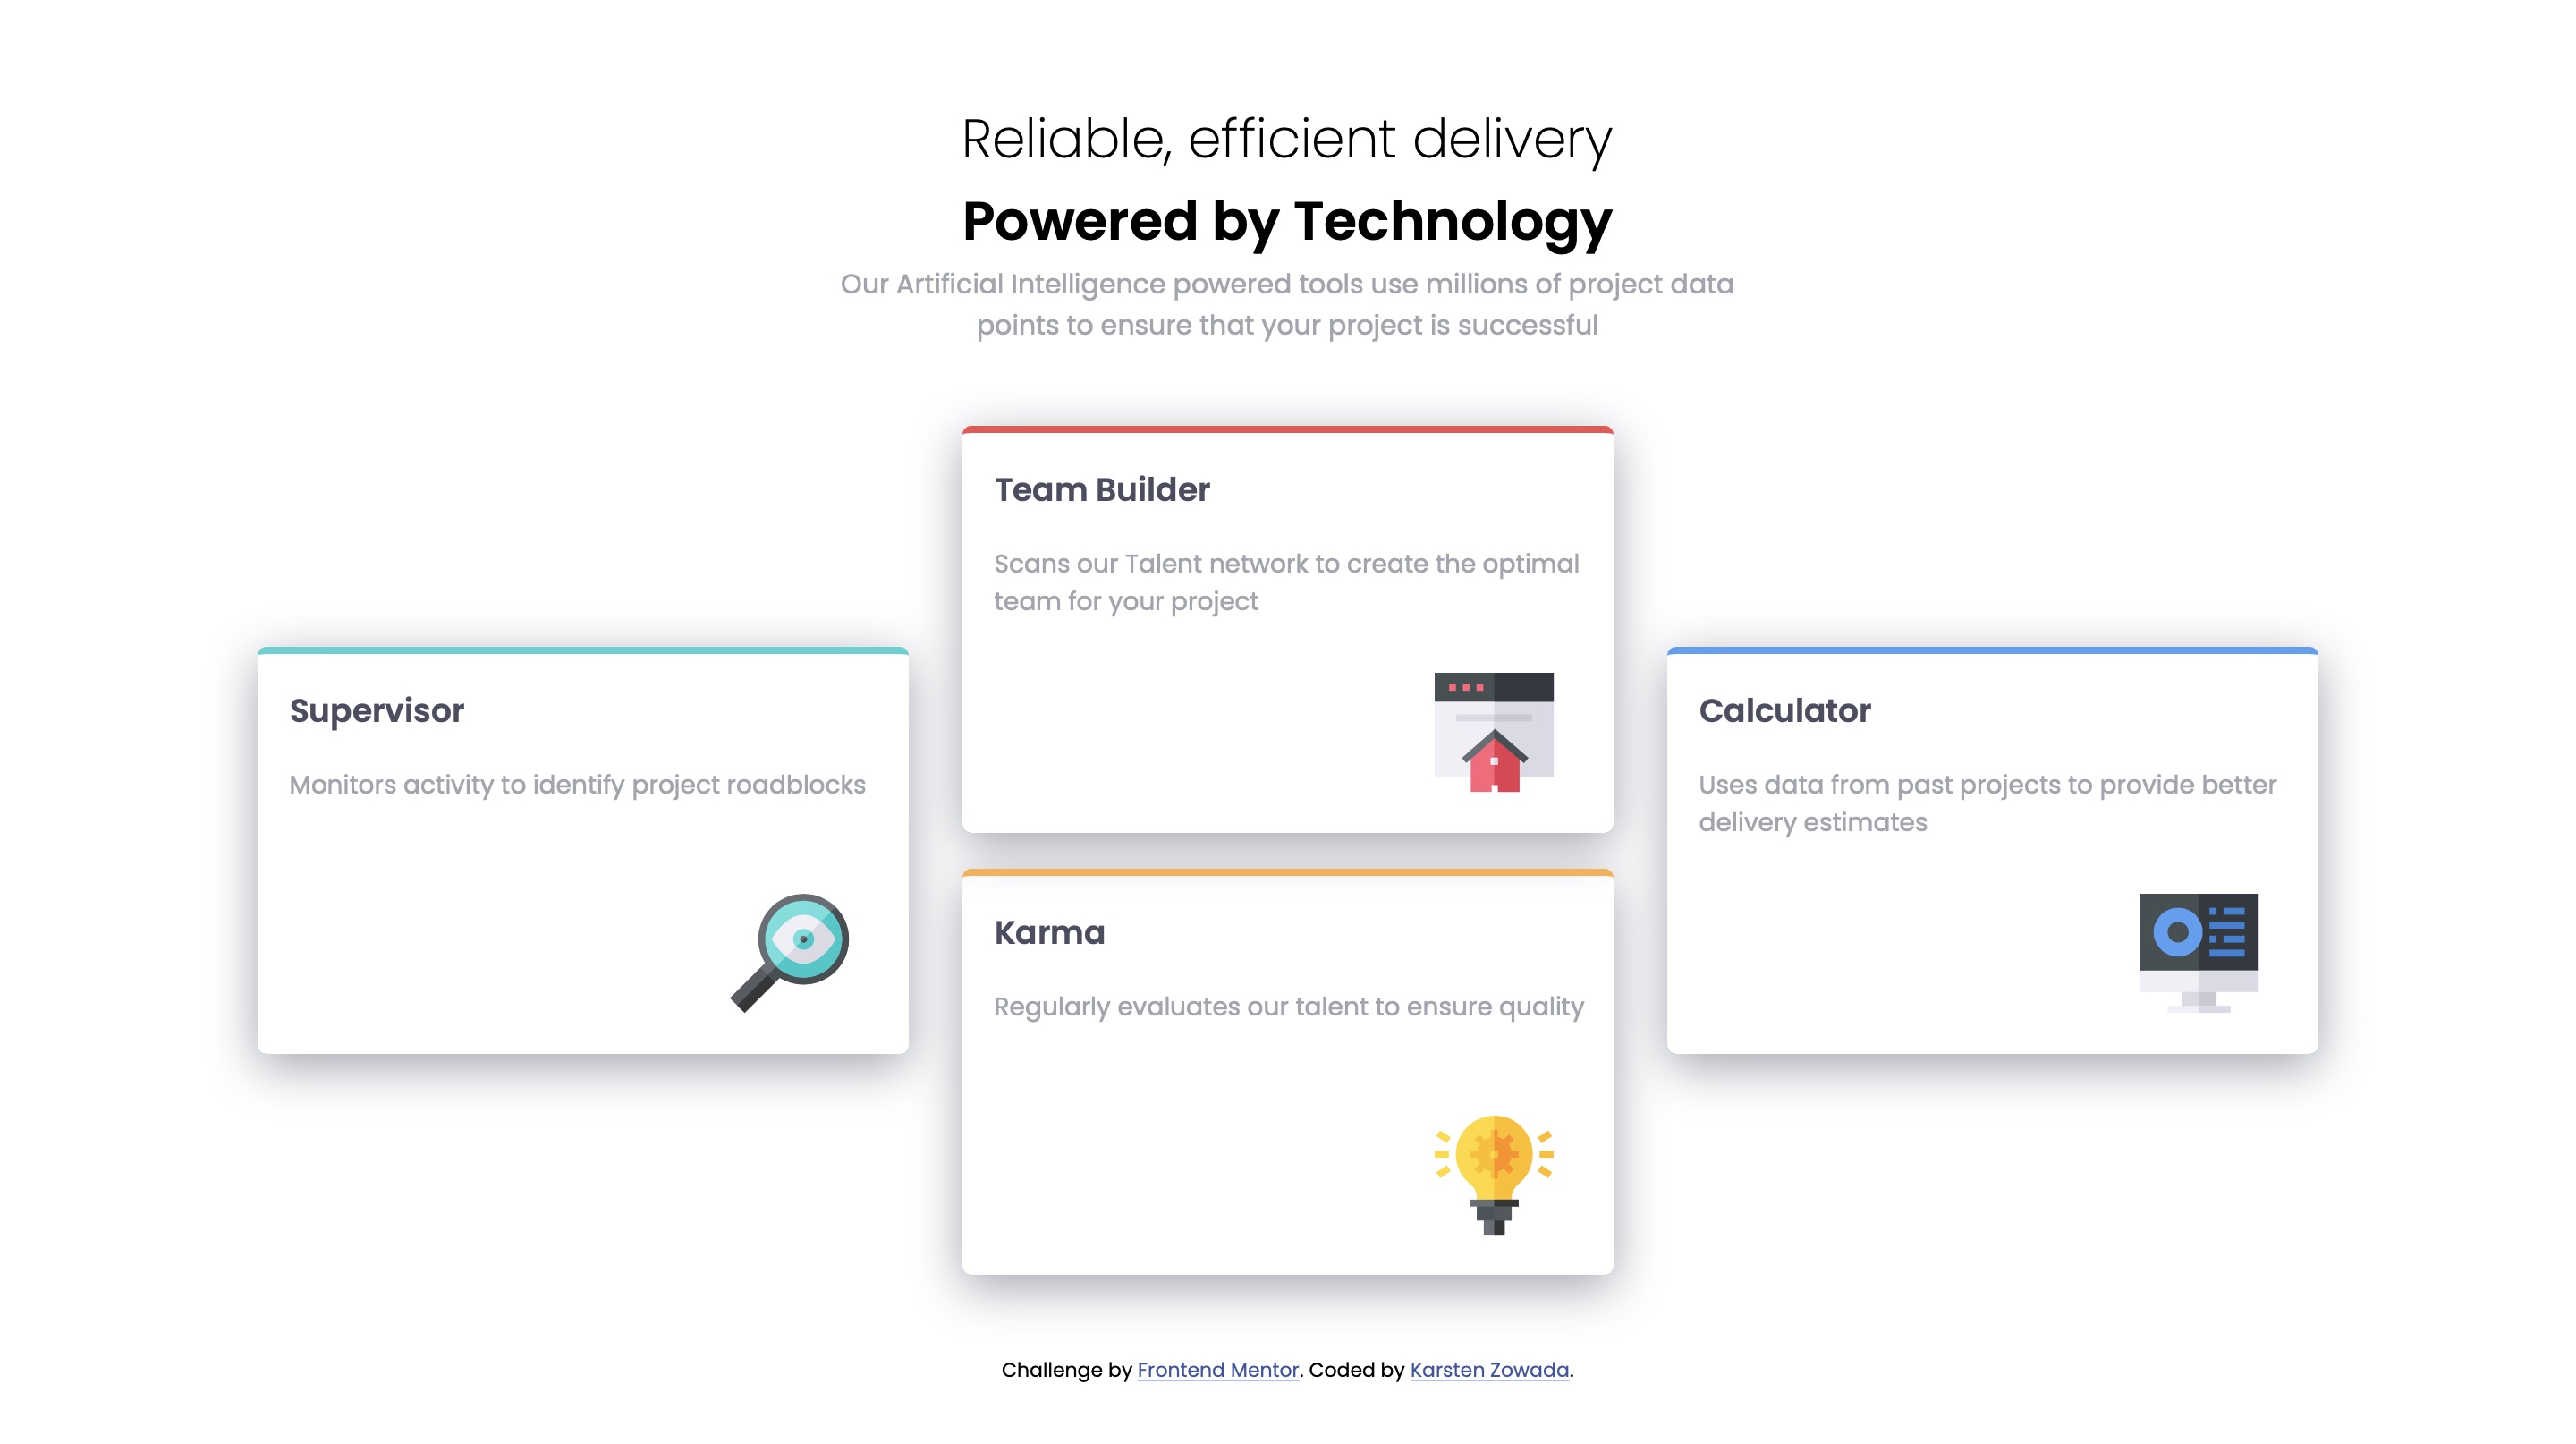 Reliable, efficient delivery
Powered by Technology
Our Artificial Intelligence powered tools use millions of project data
points to ensure that your project is successful
Supervisor
Monitors activity to identify project roadblocks
Team Builder
Scans our Talent network to create the optimal
team for your project
Karma
Regularly evaluates our talent to ensure quality
Calculator
Uses data from past projects to provide better
delivery estimates
Challenge by Frontend Mentor. Coded by Karsten Zowada.